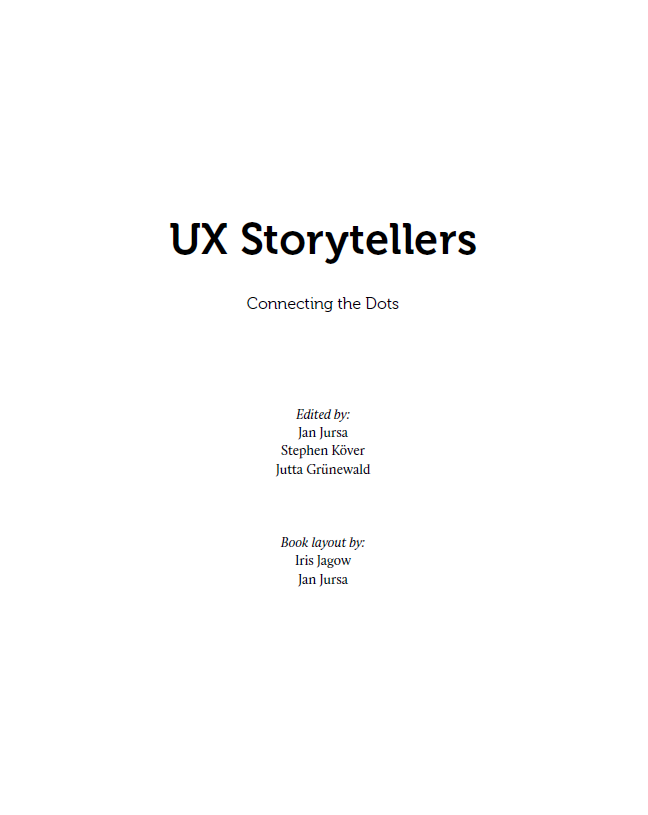 UX Storytellers
Connecting the Dots
Edited by:
Jan Jursa
Stephen Köver
Jutta Grünewald
Book layout by:
Iris Jagow
Jan Jursa